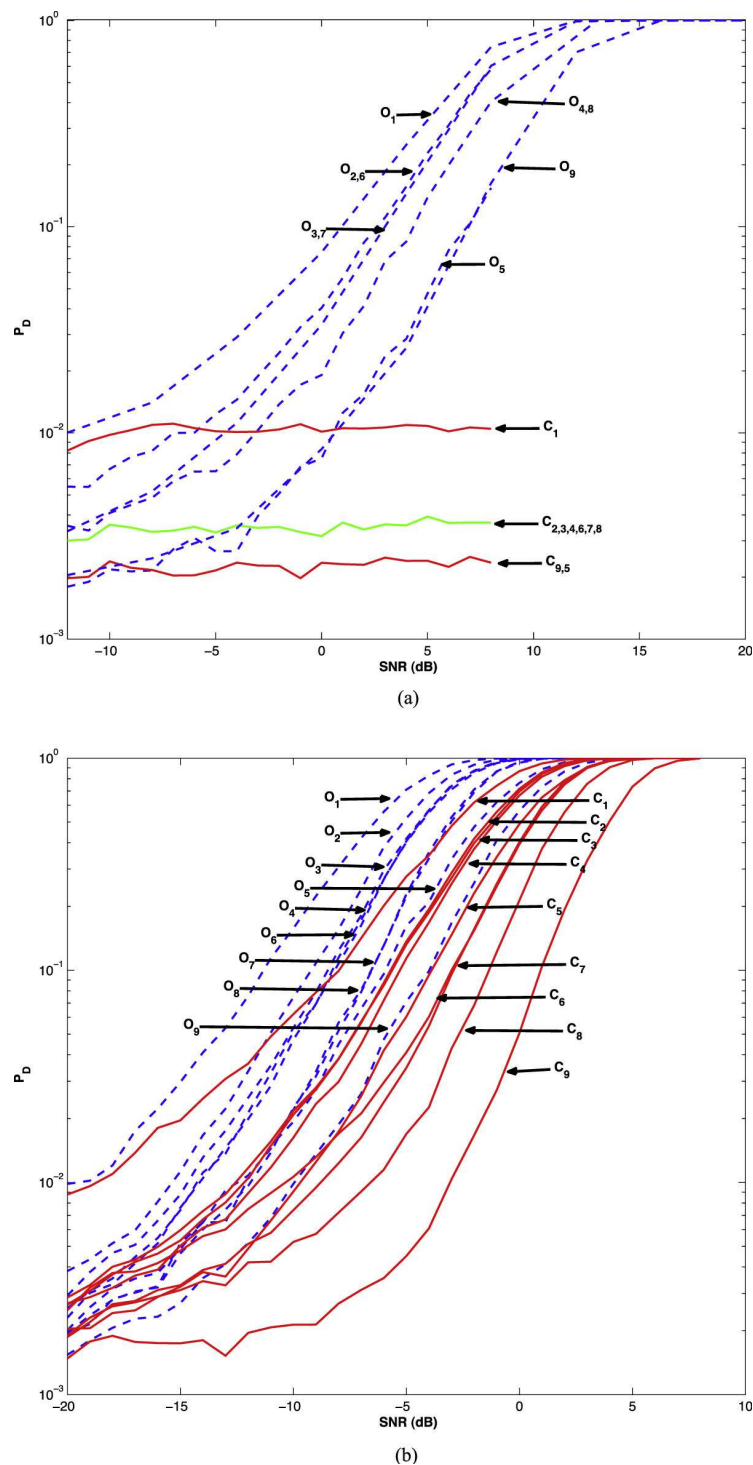 10⁰
O₁
O₄,₈
O₂,₆
O₉
O₃,₇
10⁻¹
O₅
P_D
10⁻²
C₁
C₂,₃,₄,₆,₇,₈
C₉,₅
10⁻³
−10 −5 0 5 10 15 20
SNR (dB)
(a)
10⁰
O₁
C₁
O₂
C₂
C₃
O₃
C₄
O₅
O₄
C₅
O₆
O₇
C₇
10⁻¹
O₈
C₆
O₉
C₈
P_D
C₉
10⁻²
10⁻³
−20 −15 −10 −5 0 5 10
SNR (dB)
(b)